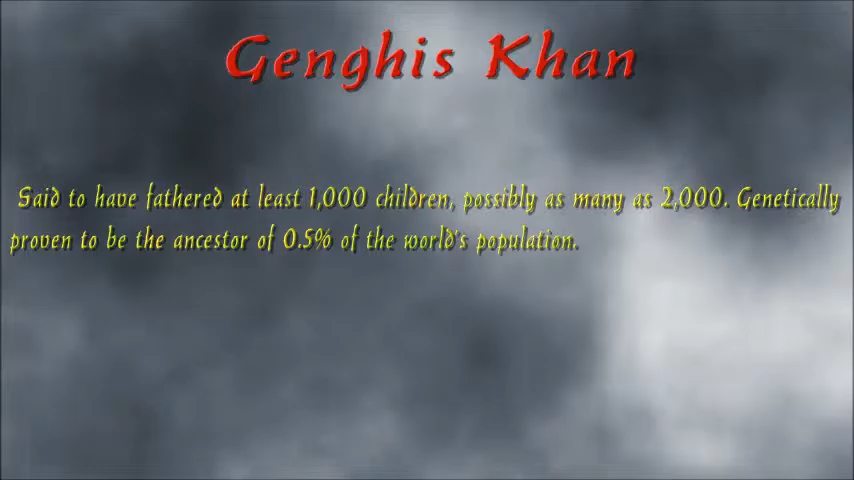 Genghis Khan
Said to have fathered at least 1,000 children, possibly as many as 2,000. Genetically
proven to be the ancestor of 0.5% of the world's population.